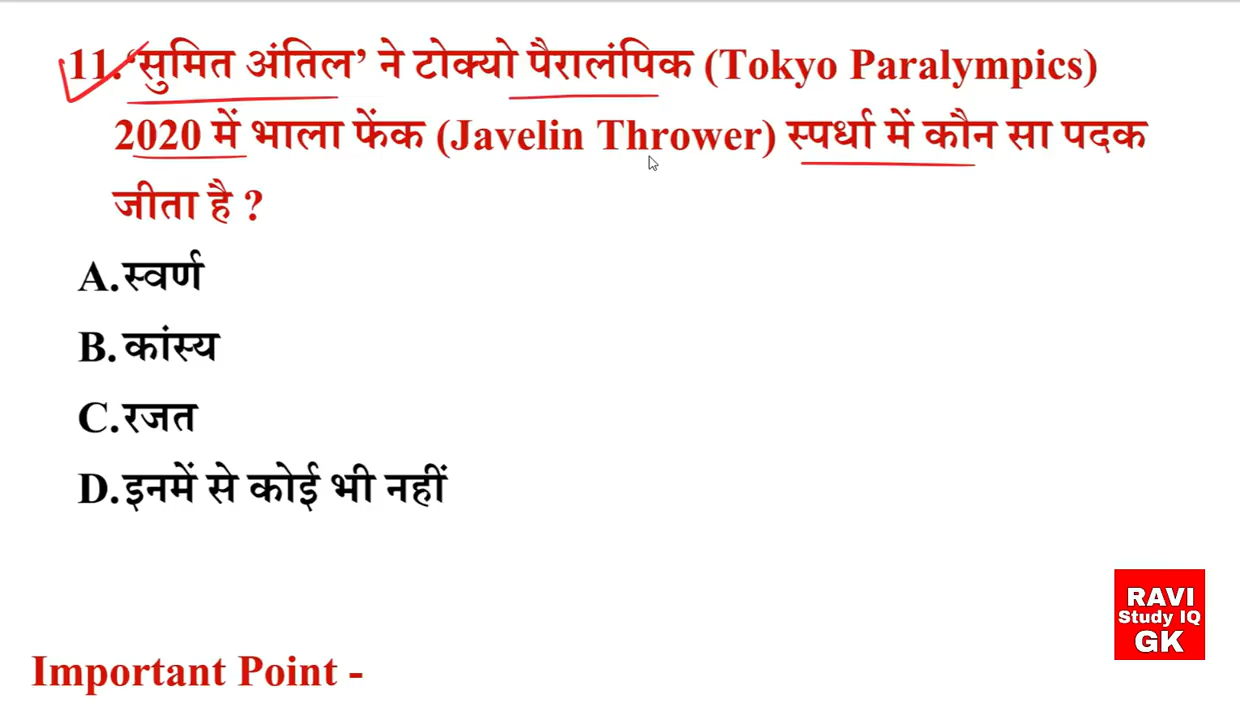 11.‘सुमित अंतिल’ ने टोक्यो पैरालंपिक (Tokyo Paralympics)
2020 में भाला फेंक (Javelin Thrower) स्पर्धा में कौन सा पदक
जीता है ?
A.स्वर्ण
B. कांस्य
C.रजत
D.इनमें से कोई भी नहीं
RAVI
Study IQ
GK
Important Point -